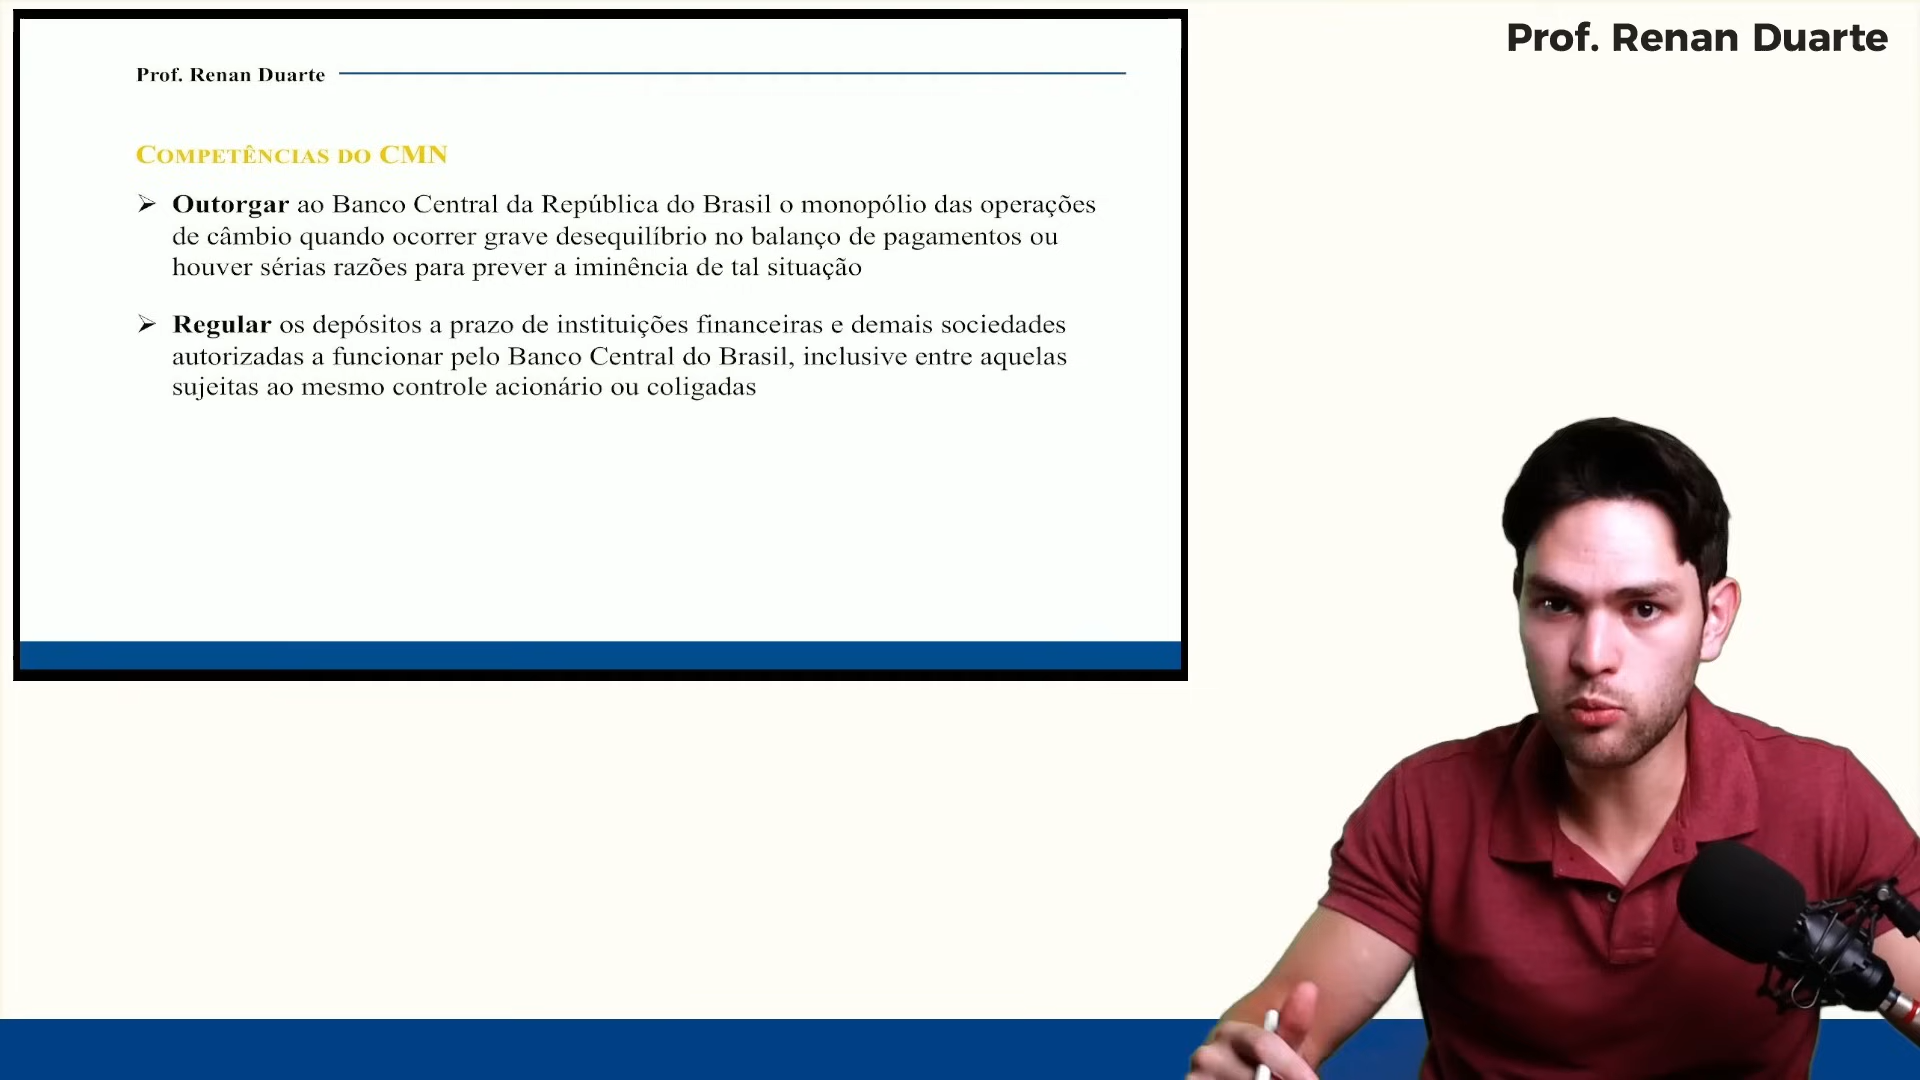 Prof. Renan Duarte
Prof. Renan Duarte
COMPETÊNCIAS DO CMN
➢ Outorgar ao Banco Central da República do Brasil o monopólio das operações
de câmbio quando ocorrer grave desequilíbrio no balanço de pagamentos ou
houver sérias razões para prever a iminência de tal situação
➢ Regular os depósitos a prazo de instituições financeiras e demais sociedades
autorizadas a funcionar pelo Banco Central do Brasil, inclusive entre aquelas
sujeitas ao mesmo controle acionário ou coligadas